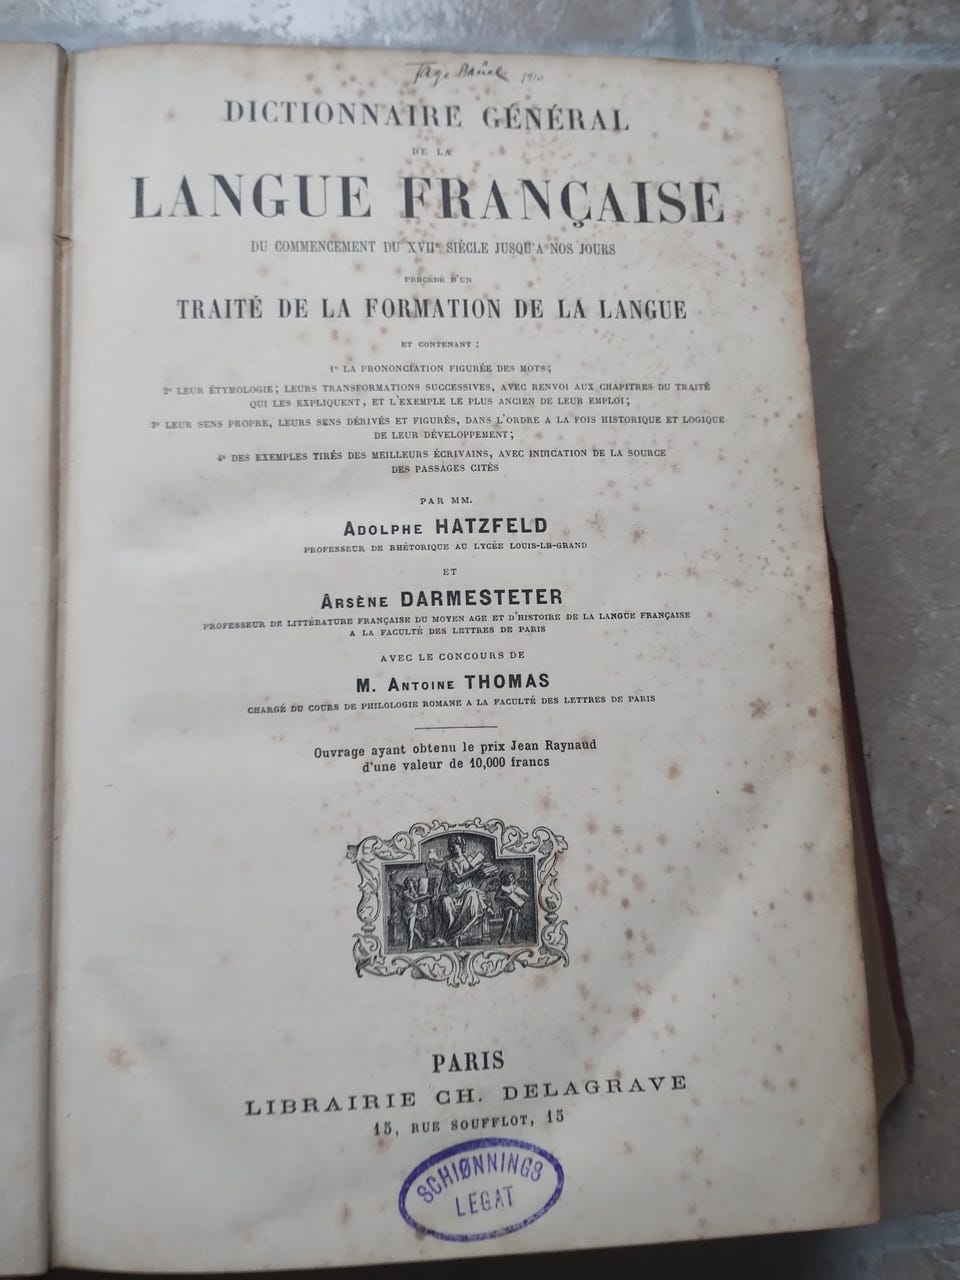 Tage 1910
DICTIONNAIRE GÉNÉRAL
DE LA
LANGUE FRANÇAISE
DU COMMENCEMENT DU XVIIᵉ SIÈCLE JUSQU'A NOS JOURS
PRÉCÉDÉ D'UN
TRAITÉ DE LA FORMATION DE LA LANGUE
ET CONTENANT :
1º LA PRONONCIATION FIGURÉE DES MOTS;
2º LEUR ÉTYMOLOGIE; LEURS TRANSFORMATIONS SUCCESSIVES, AVEC RENVOI AUX CHAPITRES DU TRAITÉ
QUI LES EXPLIQUENT, ET L'EXEMPLE LE PLUS ANCIEN DE LEUR EMPLOI;
3º LEUR SENS PROPRE, LEURS SENS DÉRIVÉS ET FIGURÉS, DANS L'ORDRE A LA FOIS HISTORIQUE ET LOGIQUE
DE LEUR DÉVELOPPEMENT;
4º DES EXEMPLES TIRÉS DES MEILLEURS ÉCRIVAINS, AVEC INDICATION DE LA SOURCE
DES PASSAGES CITÉS
PAR MM.
ADOLPHE HATZFELD
PROFESSEUR DE RHÉTORIQUE AU LYCÉE LOUIS-LE-GRAND
ET
ARSÈNE DARMESTETER
PROFESSEUR DE LITTÉRATURE FRANÇAISE DU MOYEN AGE ET D'HISTOIRE DE LA LANGUE FRANÇAISE
A LA FACULTÉ DES LETTRES DE PARIS
AVEC LE CONCOURS DE
M. ANTOINE THOMAS
CHARGÉ DU COURS DE PHILOLOGIE ROMANE A LA FACULTÉ DES LETTRES DE PARIS
Ouvrage ayant obtenu le prix Jean Raynaud
d'une valeur de 10,000 francs
PARIS
LIBRAIRIE CH. DELAGRAVE
15, RUE SOUFFLOT, 15
SCHIØNNINGS
LEGAT